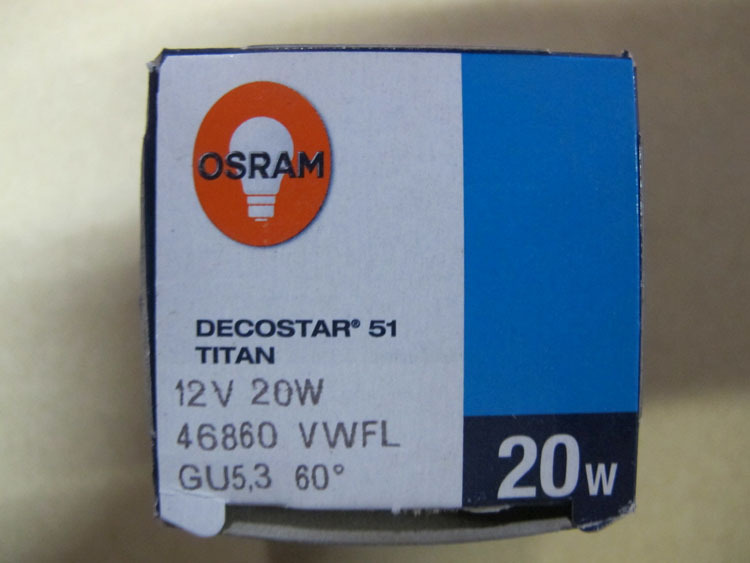 OSRAM
DECOSTAR® 51
TITAN
12V 20W
46860 VWFL
GU5,3 60°
20W